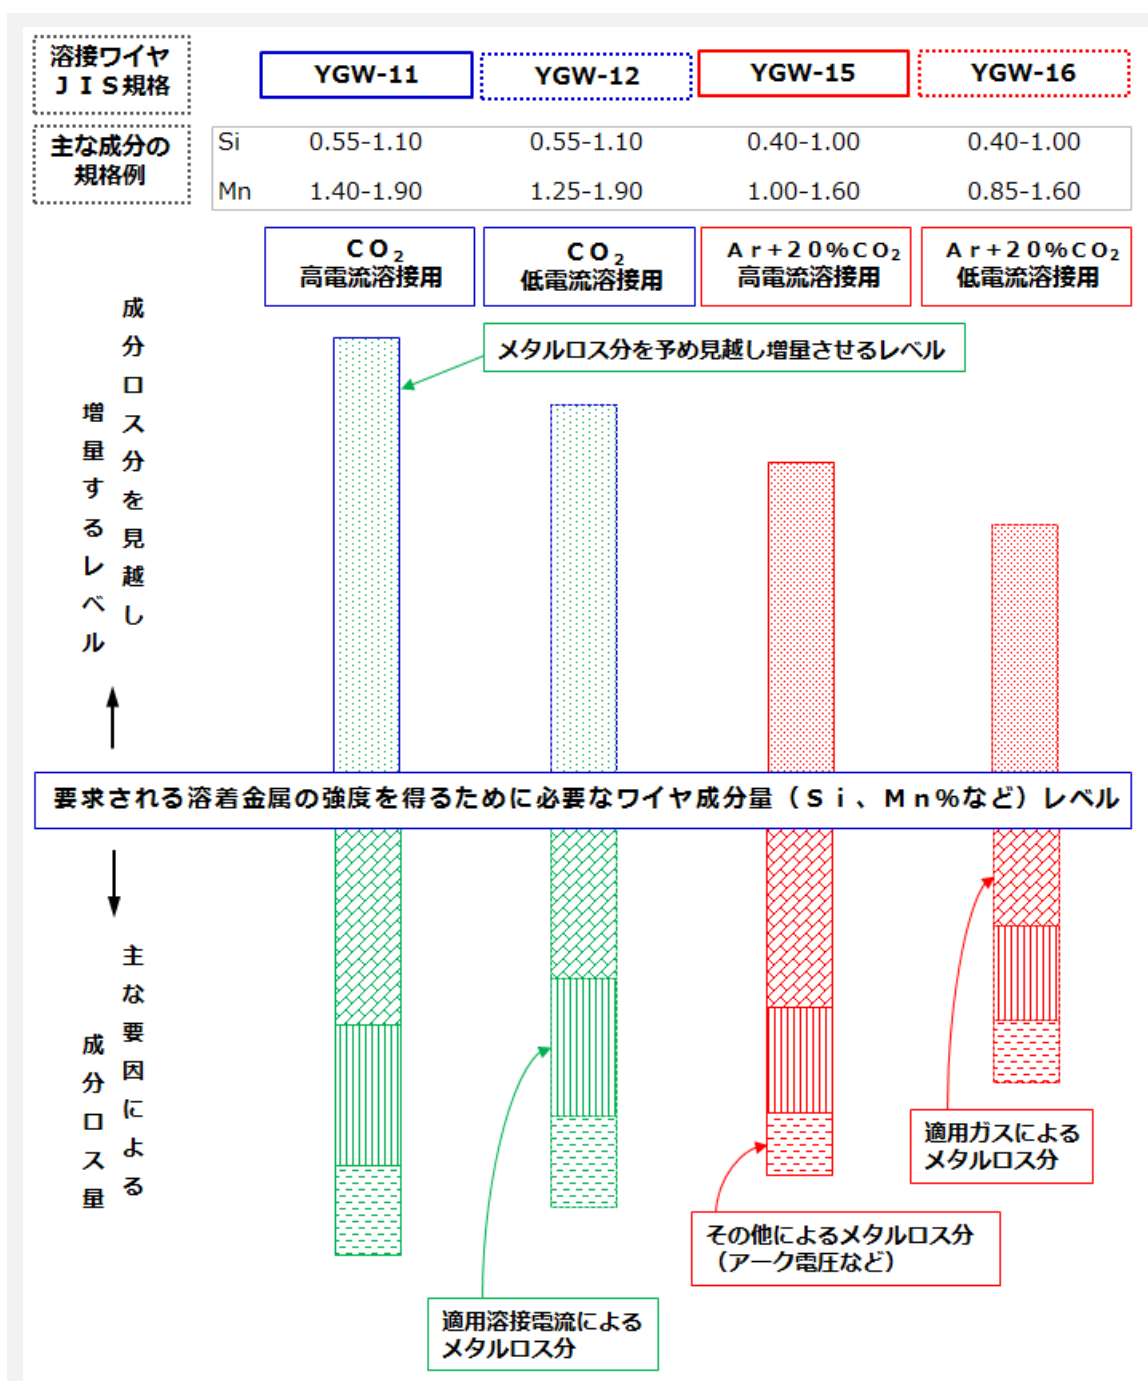 溶接ワイヤ
ＪＩＳ規格
YGW-11
YGW-12
YGW-15
YGW-16
主な成分の
規格例
Si 0.55-1.10 0.55-1.10 0.40-1.00 0.40-1.00
Mn 1.40-1.90 1.25-1.90 1.00-1.60 0.85-1.60
ＣＯ₂
高電流溶接用
ＣＯ₂
低電流溶接用
Ａｒ+２０％ＣＯ₂
高電流溶接用
Ａｒ+２０％ＣＯ₂
低電流溶接用
成分ロス分を見越し
増量するレベル
メタルロス分を予め見越し増量させるレベル
要求される溶着金属の強度を得るために必要なワイヤ成分量（Ｓｉ、Ｍｎ％など）レベル
主な要因による
成分ロス量
適用ガスによる
メタルロス分
その他によるメタルロス分
（アーク電圧など）
適用溶接電流による
メタルロス分